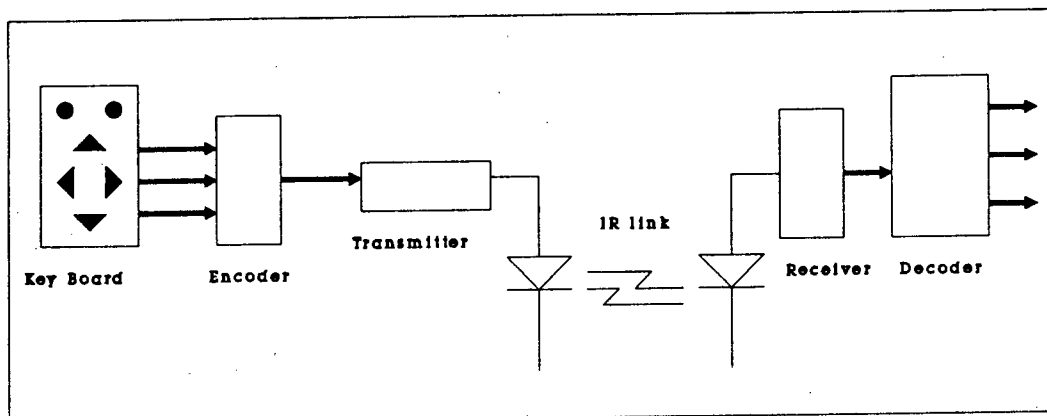 Key Board
Encoder
Transmitter
IR link
Receiver
Decoder